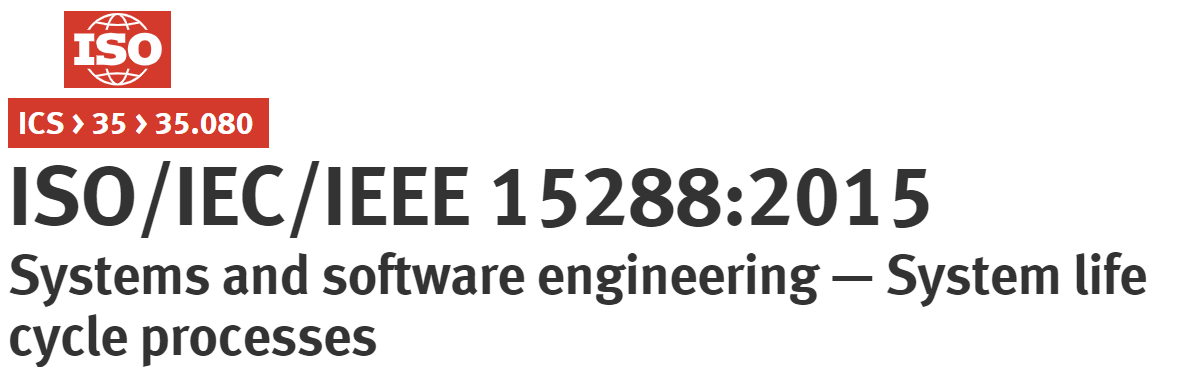 ISO
ICS › 35 › 35.080
ISO/IEC/IEEE 15288:2015
Systems and software engineering — System life
cycle processes